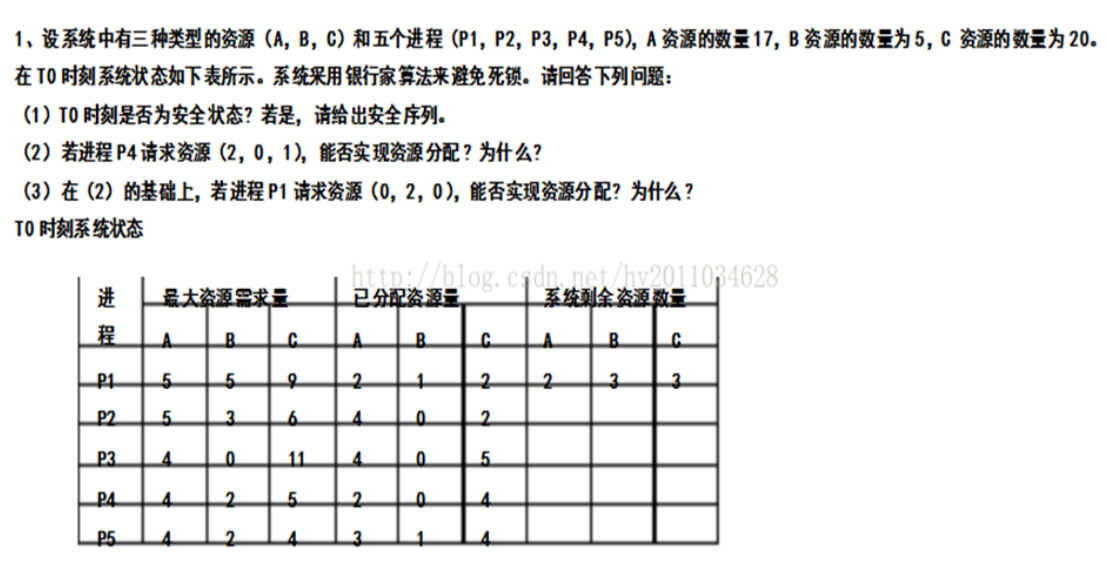 1、设系统中有三种类型的资源（A，B，C）和五个进程（P1，P2，P3，P4，P5），A 资源的数量 17，B 资源的数量为 5，C 资源的数量为 20。
在 T0 时刻系统状态如下表所示。系统采用银行家算法来避免死锁。请回答下列问题：
（1）T0 时刻是否为安全状态？若是，请给出安全序列。
（2）若进程 P4 请求资源（2，0，1），能否实现资源分配？为什么？
（3）在（2）的基础上，若进程 P1 请求资源（0，2，0），能否实现资源分配？为什么？
T0 时刻系统状态
http://blog.csdn.net/hy2011034628
进程 最大资源需求量 已分配资源量 系统剩余资源数量
A B C A B C A B C
P1 5 5 9 2 1 2 2 3 3
P2 5 3 6 4 0 2
P3 4 0 11 4 0 5
P4 4 2 5 2 0 4
P5 4 2 4 3 1 4